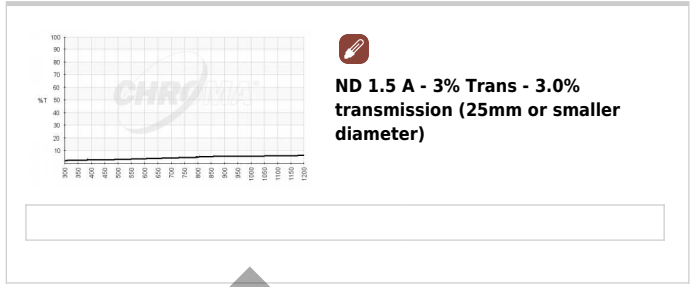 100
90
80
70
60
%T 50
40
30
20
10
300 350 400 450 500 550 600 650 700 750 800 850 900 950 1000 1050 1100 1150 1200
CHROMA
ND 1.5 A - 3% Trans - 3.0%
transmission (25mm or smaller
diameter)